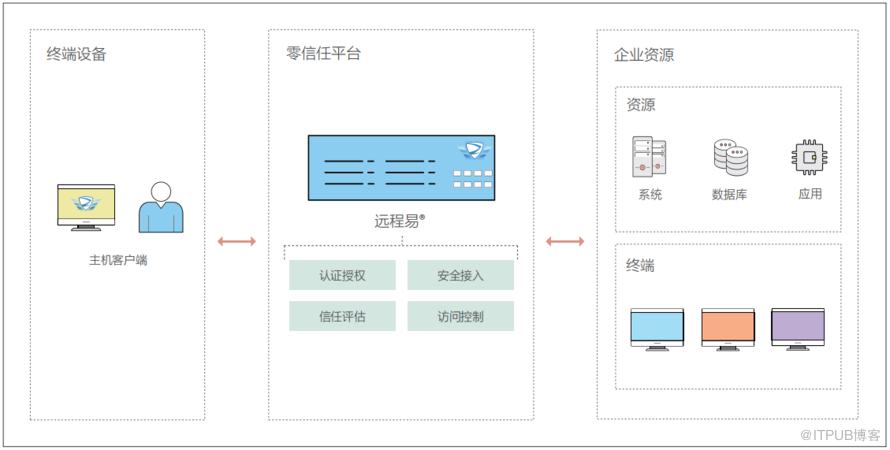 终端设备
主机客户端
零信任平台
远程易®
认证授权
安全接入
信任评估
访问控制
企业资源
资源
系统
数据库
应用
终端
@ITPUB博客